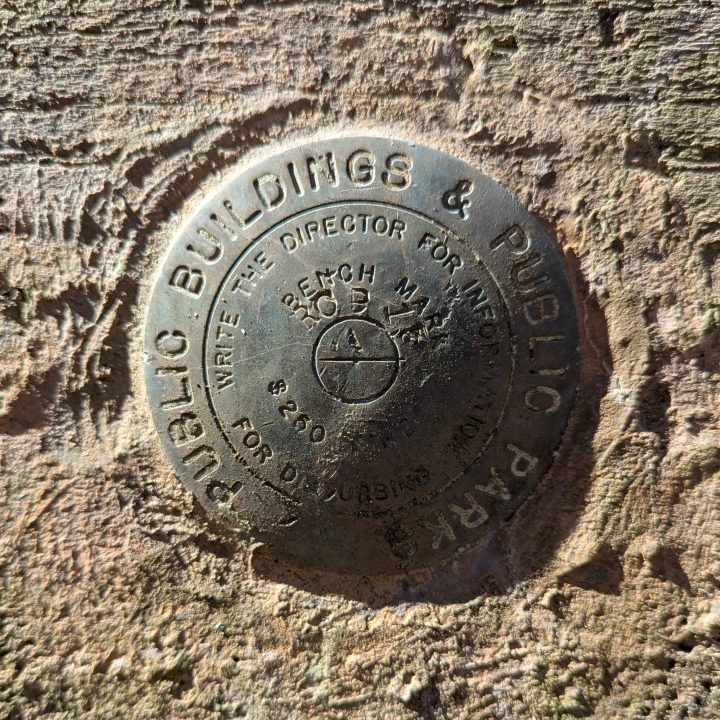 PUBLIC BUILDINGS & PUBLIC PARKS
WRITE THE DIRECTOR FOR INFORMATION
BENCH MARK
$250
FOR DISTURBING